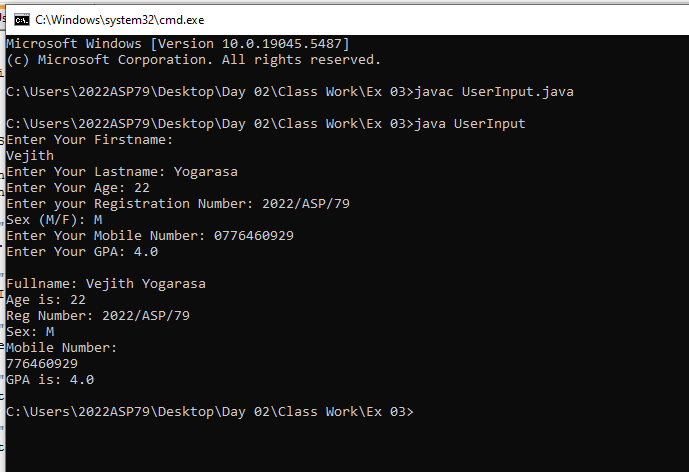 C:\Windows\system32\cmd.exe
Microsoft Windows [Version 10.0.19045.5487]
(c) Microsoft Corporation. All rights reserved.
C:\Users\2022ASP79\Desktop\Day 02\Class Work\Ex 03>javac UserInput.java
C:\Users\2022ASP79\Desktop\Day 02\Class Work\Ex 03>java UserInput
Enter Your Firstname:
Vejith
Enter Your Lastname: Yogarasa
Enter Your Age: 22
Enter your Registration Number: 2022/ASP/79
Sex (M/F): M
Enter Your Mobile Number: 0776460929
Enter Your GPA: 4.0
Fullname: Vejith Yogarasa
Age is: 22
Reg Number: 2022/ASP/79
Sex: M
Mobile Number:
776460929
GPA is: 4.0
C:\Users\2022ASP79\Desktop\Day 02\Class Work\Ex 03>